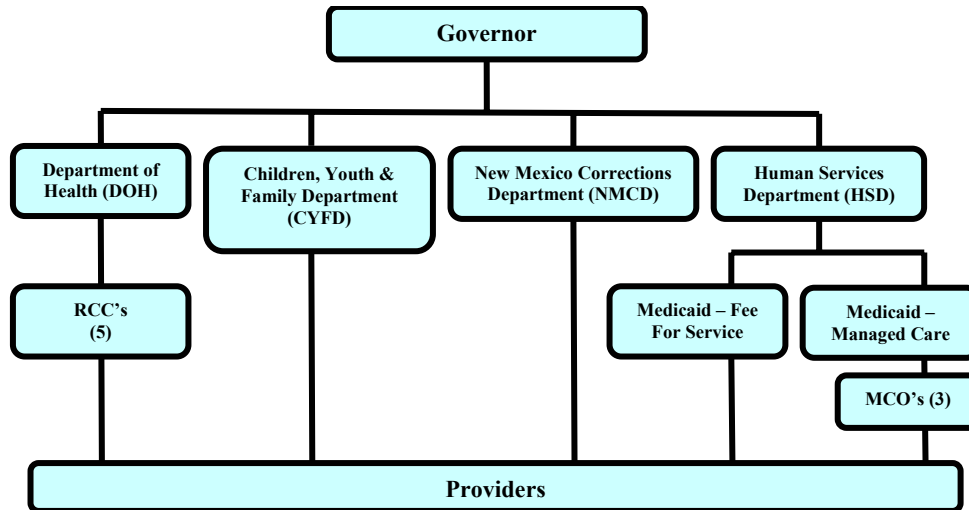 Governor
Department of
Health (DOH)
Children, Youth &
Family Department
(CYFD)
New Mexico Corrections
Department (NMCD)
Human Services
Department (HSD)
RCC’s
(5)
Medicaid – Fee
For Service
Medicaid –
Managed Care
MCO’s (3)
Providers